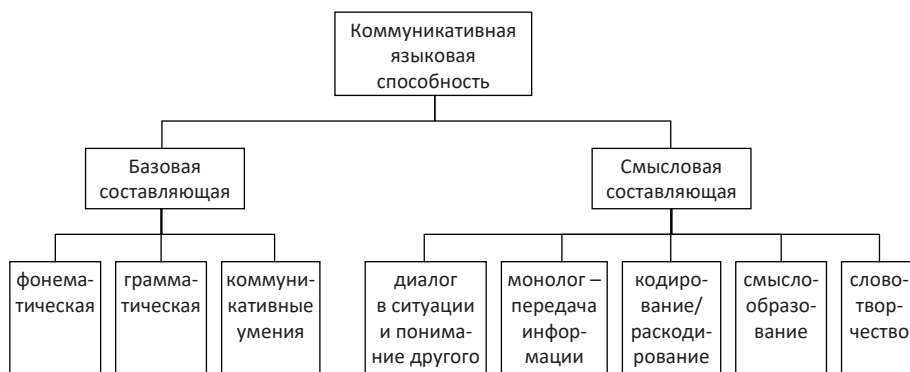 Коммуникативная
языковая
способность
Базовая
составляющая
Смысловая
составляющая
фонема-
тическая
грамма-
тическая
коммуни-
кативные
умения
диалог
в ситуации
и понима-
ние другого
монолог –
передача
инфор-
мации
кодиро-
вание/
раскоди-
рование
смысло-
образо-
вание
слово-
твор-
чество